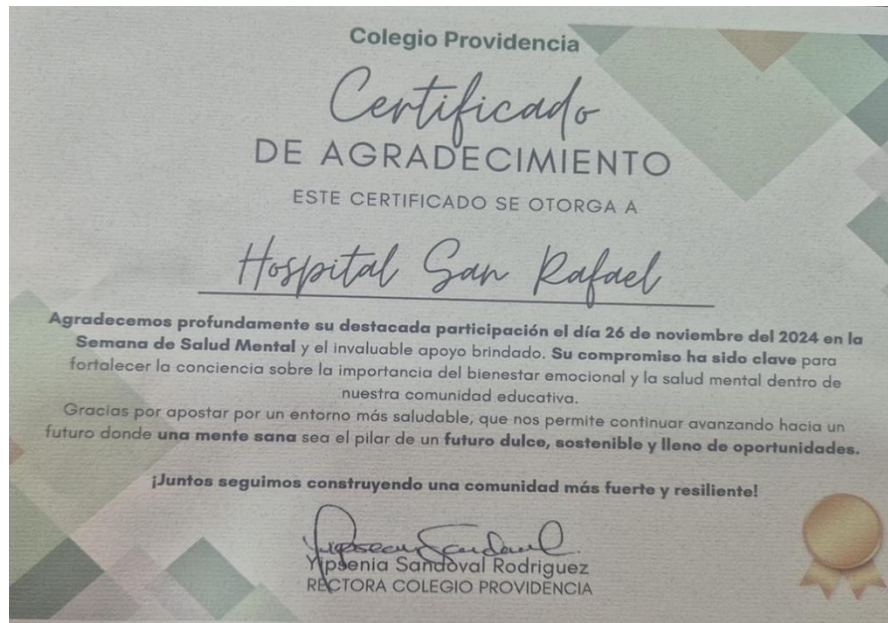 Colegio Providencia
Certificado
DE AGRADECIMIENTO
ESTE CERTIFICADO SE OTORGA A
Hospital San Rafael
Agradecemos profundamente su destacada participación el día 26 de noviembre del 2024 en la
Semana de Salud Mental y el invaluable apoyo brindado. Su compromiso ha sido clave para
fortalecer la conciencia sobre la importancia del bienestar emocional y la salud mental dentro de
nuestra comunidad educativa.
Gracias por apostar por un entorno más saludable, que nos permite continuar avanzando hacia un
futuro donde una mente sana sea el pilar de un futuro dulce, sostenible y lleno de oportunidades.
¡Juntos seguimos construyendo una comunidad más fuerte y resiliente!
Yipsenia Sandoval
Yipsenia Sandoval Rodriguez
RECTORA COLEGIO PROVIDENCIA